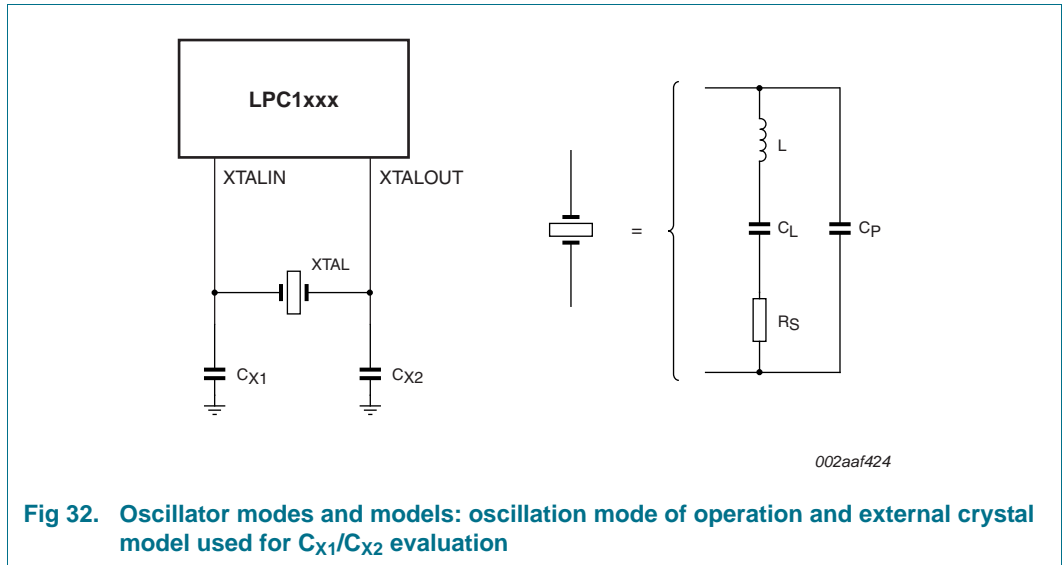 LPC1xxx
XTALIN
XTALOUT
XTAL
CX1
CX2
=
L
CL
CP
RS
002aaf424
Fig 32. Oscillator modes and models: oscillation mode of operation and external crystal
model used for CX1/CX2 evaluation